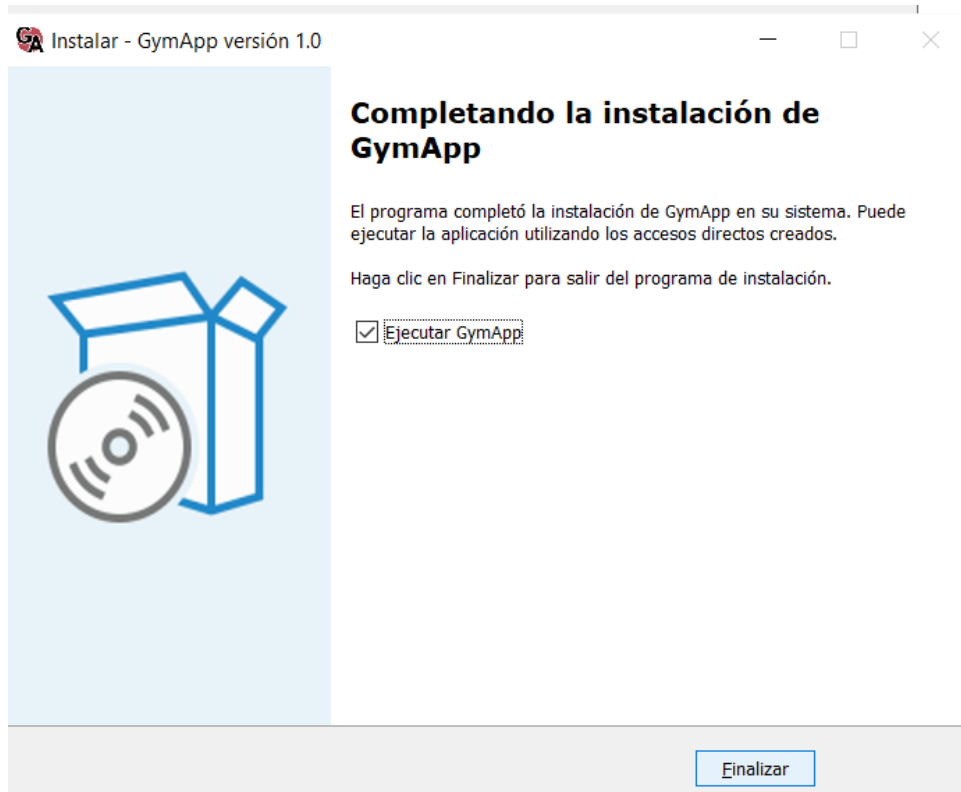 GA Instalar - GymApp versión 1.0
Completando la instalación de
GymApp
El programa completó la instalación de GymApp en su sistema. Puede
ejecutar la aplicación utilizando los accesos directos creados.
Haga clic en Finalizar para salir del programa de instalación.
Ejecutar GymApp
Finalizar